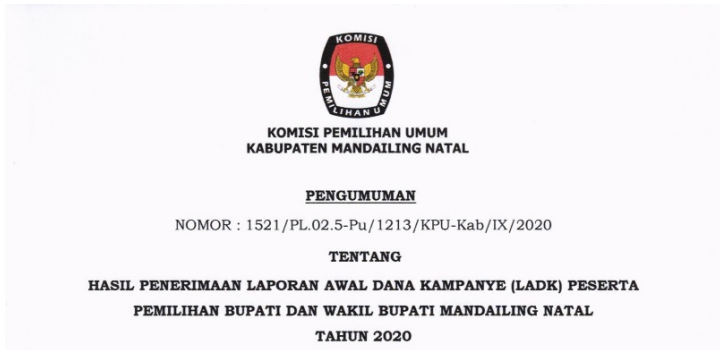 KOMISI
PEMILIHAN UMUM
KOMISI PEMILIHAN UMUM
KABUPATEN MANDAILING NATAL
PENGUMUMAN
NOMOR : 1521/PL.02.5-Pu/1213/KPU-Kab/IX/2020
TENTANG
HASIL PENERIMAAN LAPORAN AWAL DANA KAMPANYE (LADK) PESERTA
PEMILIHAN BUPATI DAN WAKIL BUPATI MANDAILING NATAL
TAHUN 2020